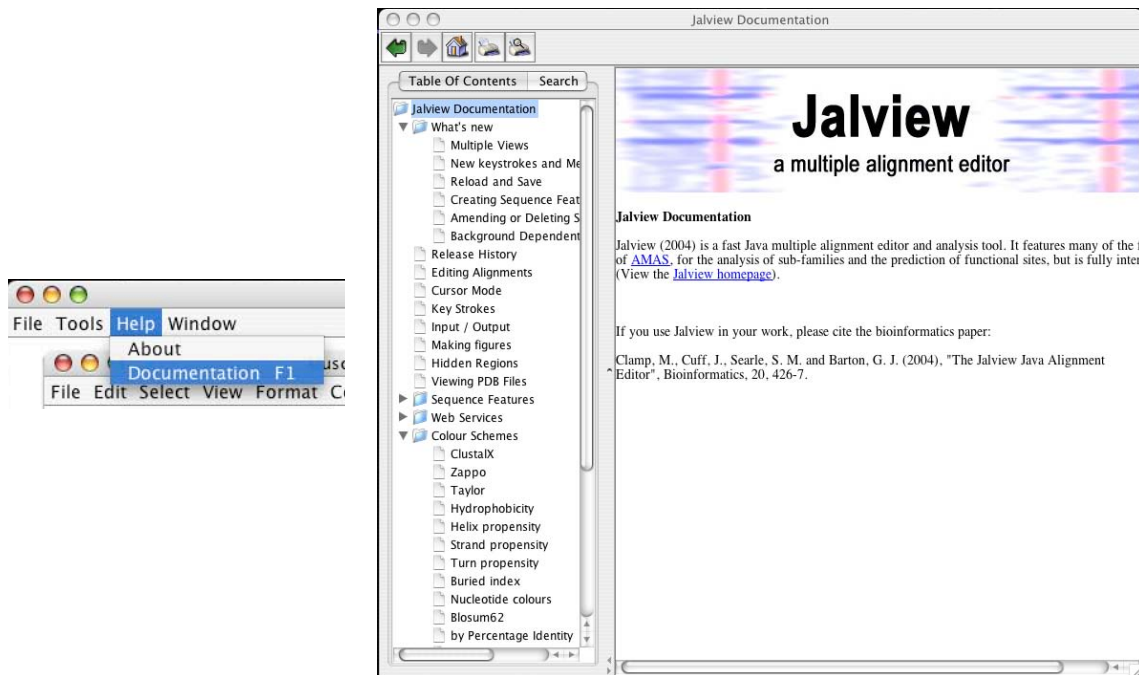 File Tools Help Window
About
Documentation F1
File Edit Select View Format
Jalview Documentation
Table Of Contents Search
Jalview Documentation
What's new
Multiple Views
New keystrokes and Me
Reload and Save
Creating Sequence Feat
Amending or Deleting S
Background Dependent
Release History
Editing Alignments
Cursor Mode
Key Strokes
Input / Output
Making figures
Hidden Regions
Viewing PDB Files
Sequence Features
Web Services
Colour Schemes
ClustalX
Zappo
Taylor
Hydrophobicity
Helix propensity
Strand propensity
Turn propensity
Buried index
Nucleotide colours
Blosum62
by Percentage Identity
Jalview
a multiple alignment editor
Jalview Documentation
Jalview (2004) is a fast Java multiple alignment editor and analysis tool. It features many of the
of AMAS, for the analysis of sub-families and the prediction of functional sites, but is fully inter
(View the Jalview homepage).
If you use Jalview in your work, please cite the bioinformatics paper:
Clamp, M., Cuff, J., Searle, S. M. and Barton, G. J. (2004), "The Jalview Java Alignment
Editor", Bioinformatics, 20, 426-7.